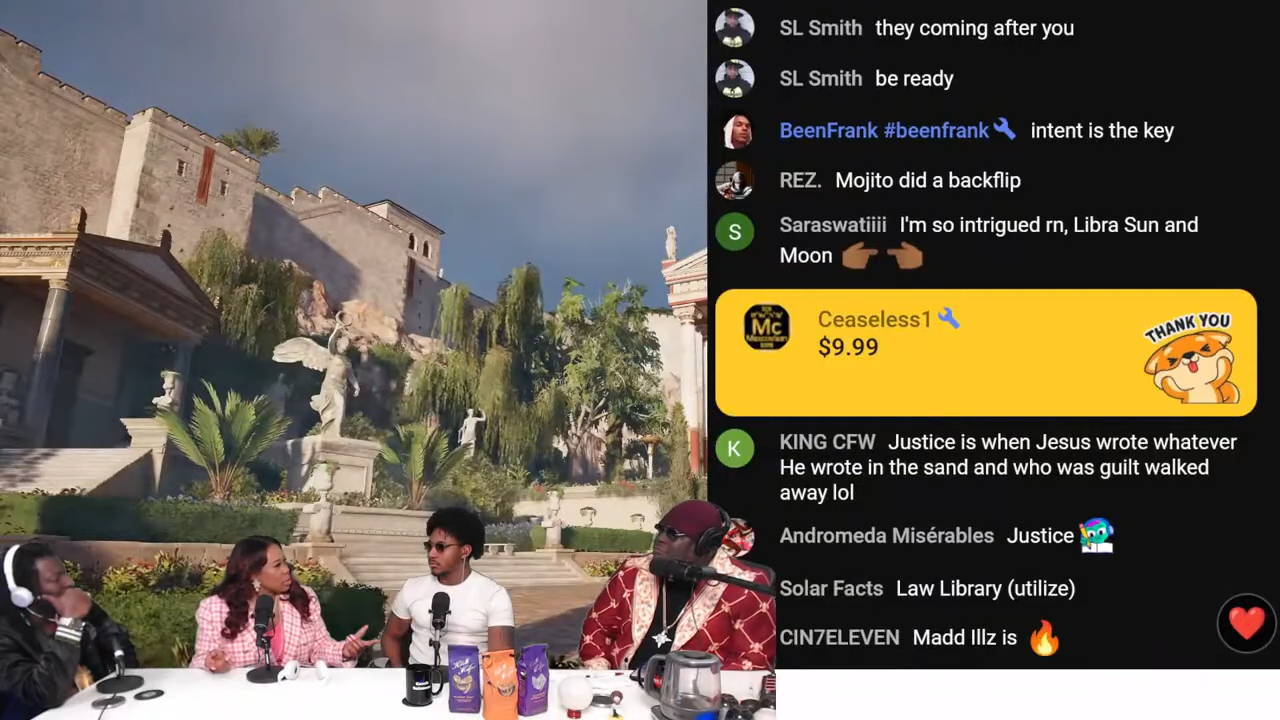 SL Smith they coming after you
SL Smith be ready
BeenFrank #beenfrank intent is the key
REZ. Mojito did a backflip
S Saraswatiiii I'm so intrigued rn, Libra Sun and
Moon
Mc Ceaseless1
$9.99
THANK YOU
K KING CFW Justice is when Jesus wrote whatever
He wrote in the sand and who was guilt walked
away lol
Andromeda Misérables Justice
Solar Facts Law Library (utilize)
CIN7ELEVEN Madd Illz is